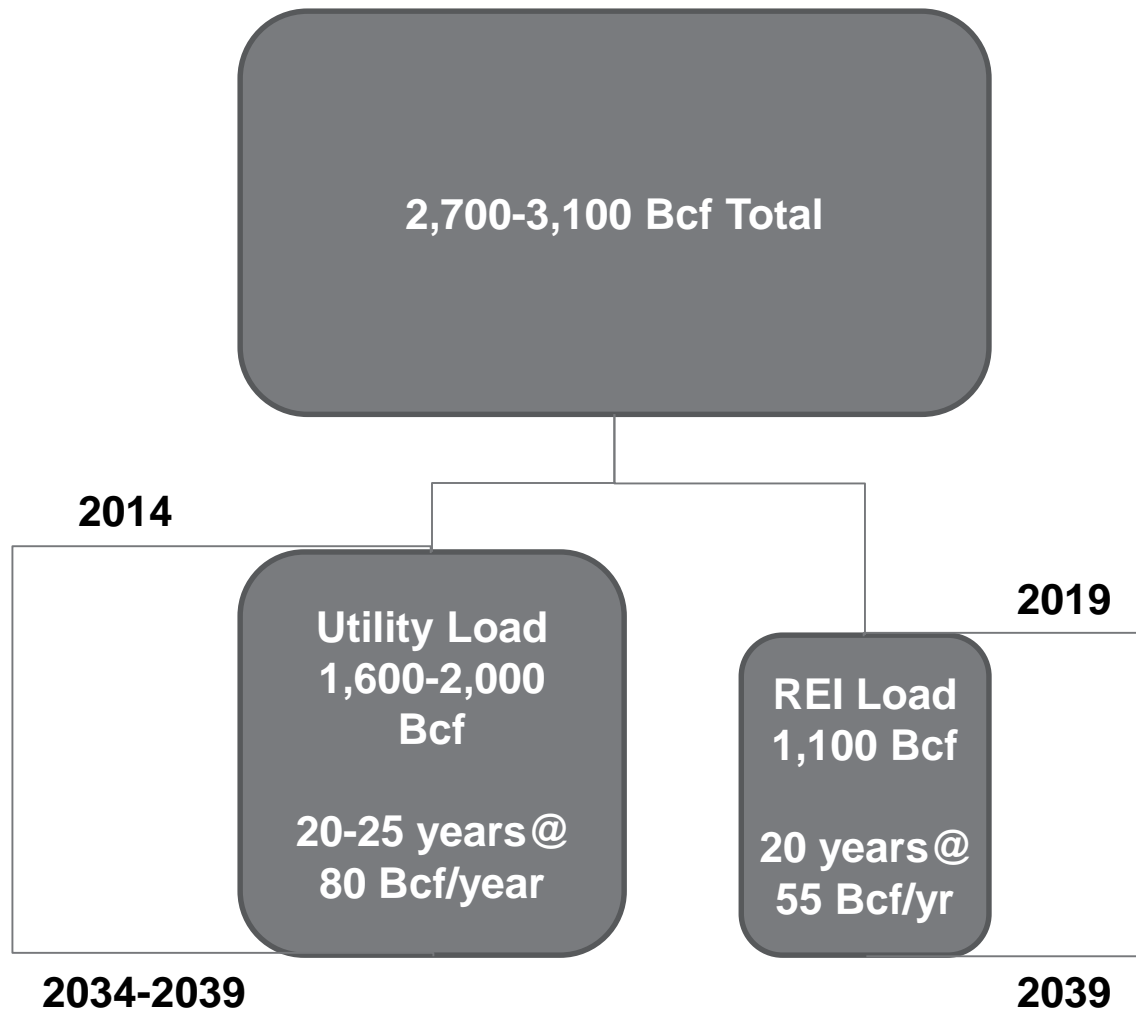 2,700-3,100 Bcf Total
2014
Utility Load
1,600-2,000
Bcf
20-25 years@
80 Bcf/year
2034-2039
2019
REI Load
1,100 Bcf
20 years@
55 Bcf/yr
2039